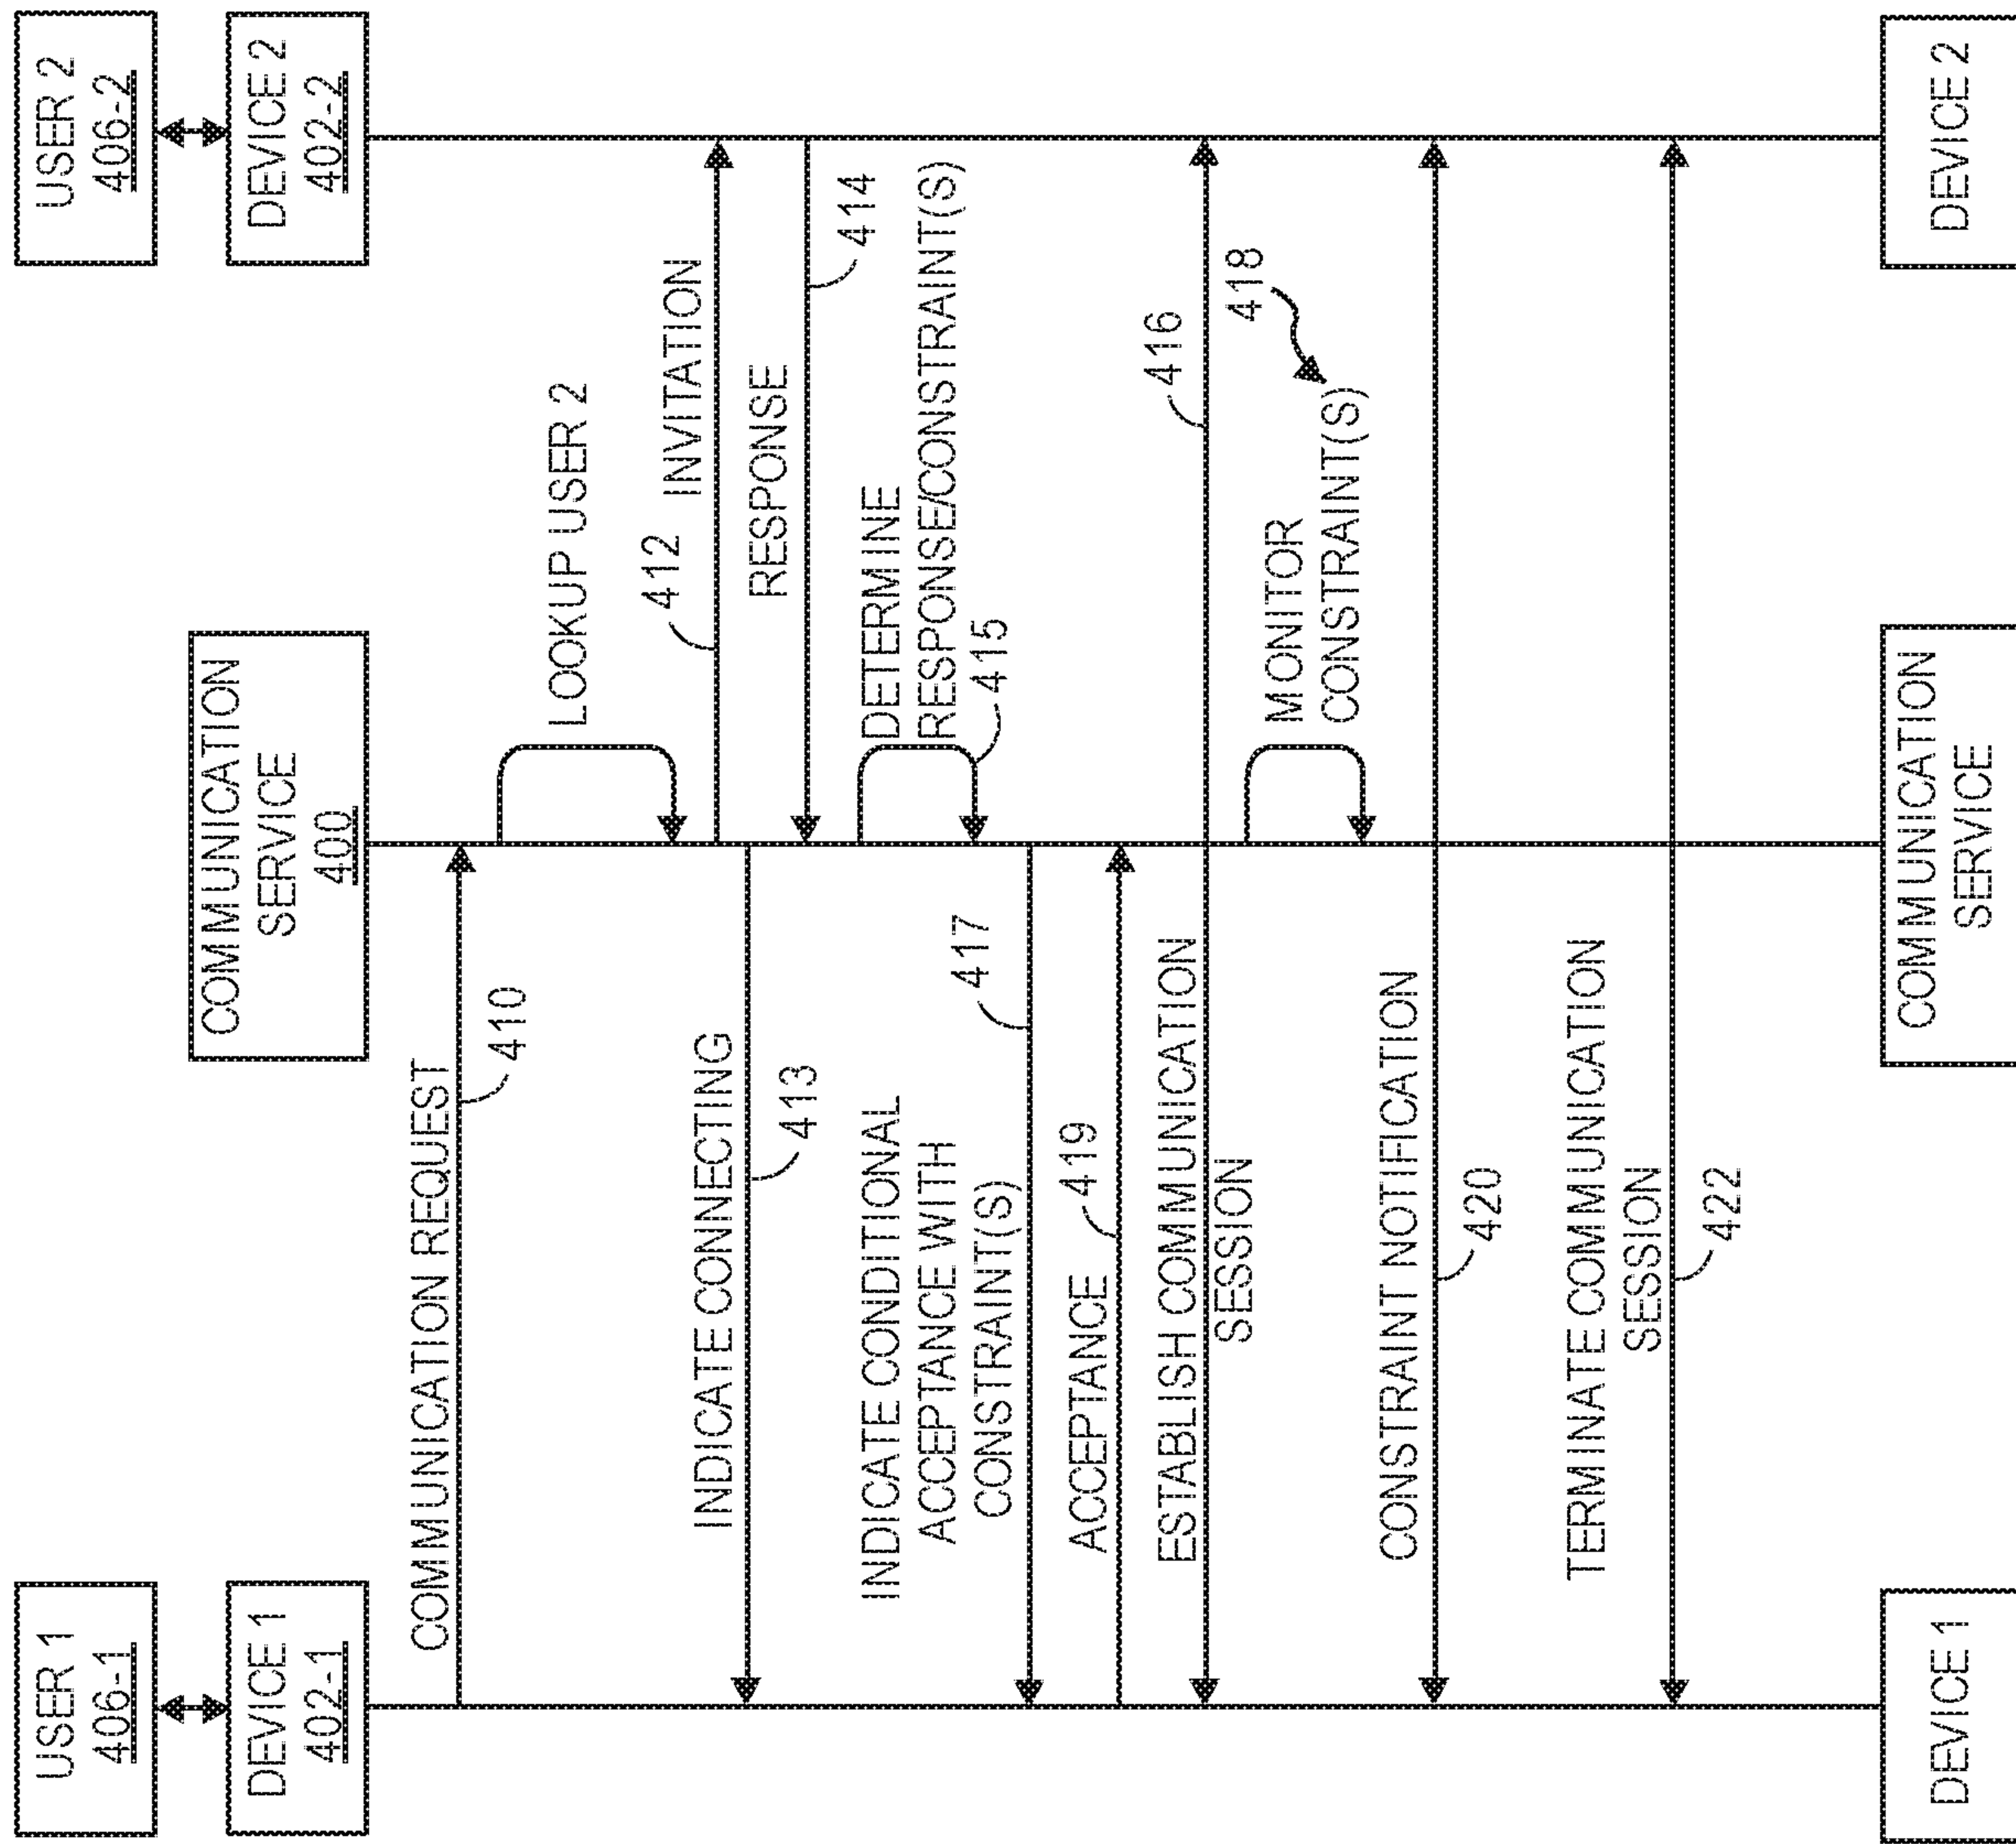 USER 1
406-1
DEVICE 1
402-1
COMMUNICATION
SERVICE
400
USER 2
406-2
DEVICE 2
402-2
COMMUNICATION REQUEST
410
LOOKUP USER 2
412
INVITATION
INDICATE CONNECTING
413
RESPONSE
414
DETERMINE
RESPONSE/CONSTRAINT(S)
415
INDICATE CONDITIONAL
ACCEPTANCE WITH
CONSTRAINT(S)
417
ACCEPTANCE
419
ESTABLISH COMMUNICATION
SESSION
416
MONITOR
CONSTRAINT(S)
418
CONSTRAINT NOTIFICATION
420
TERMINATE COMMUNICATION
SESSION
422
DEVICE 1
COMMUNICATION
SERVICE
DEVICE 2